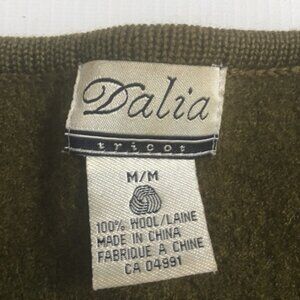 Dalia
tricot
M/M
100% WOOL/LAINE
MADE IN CHINA
FABRIQUE A CHINE
CA 04991